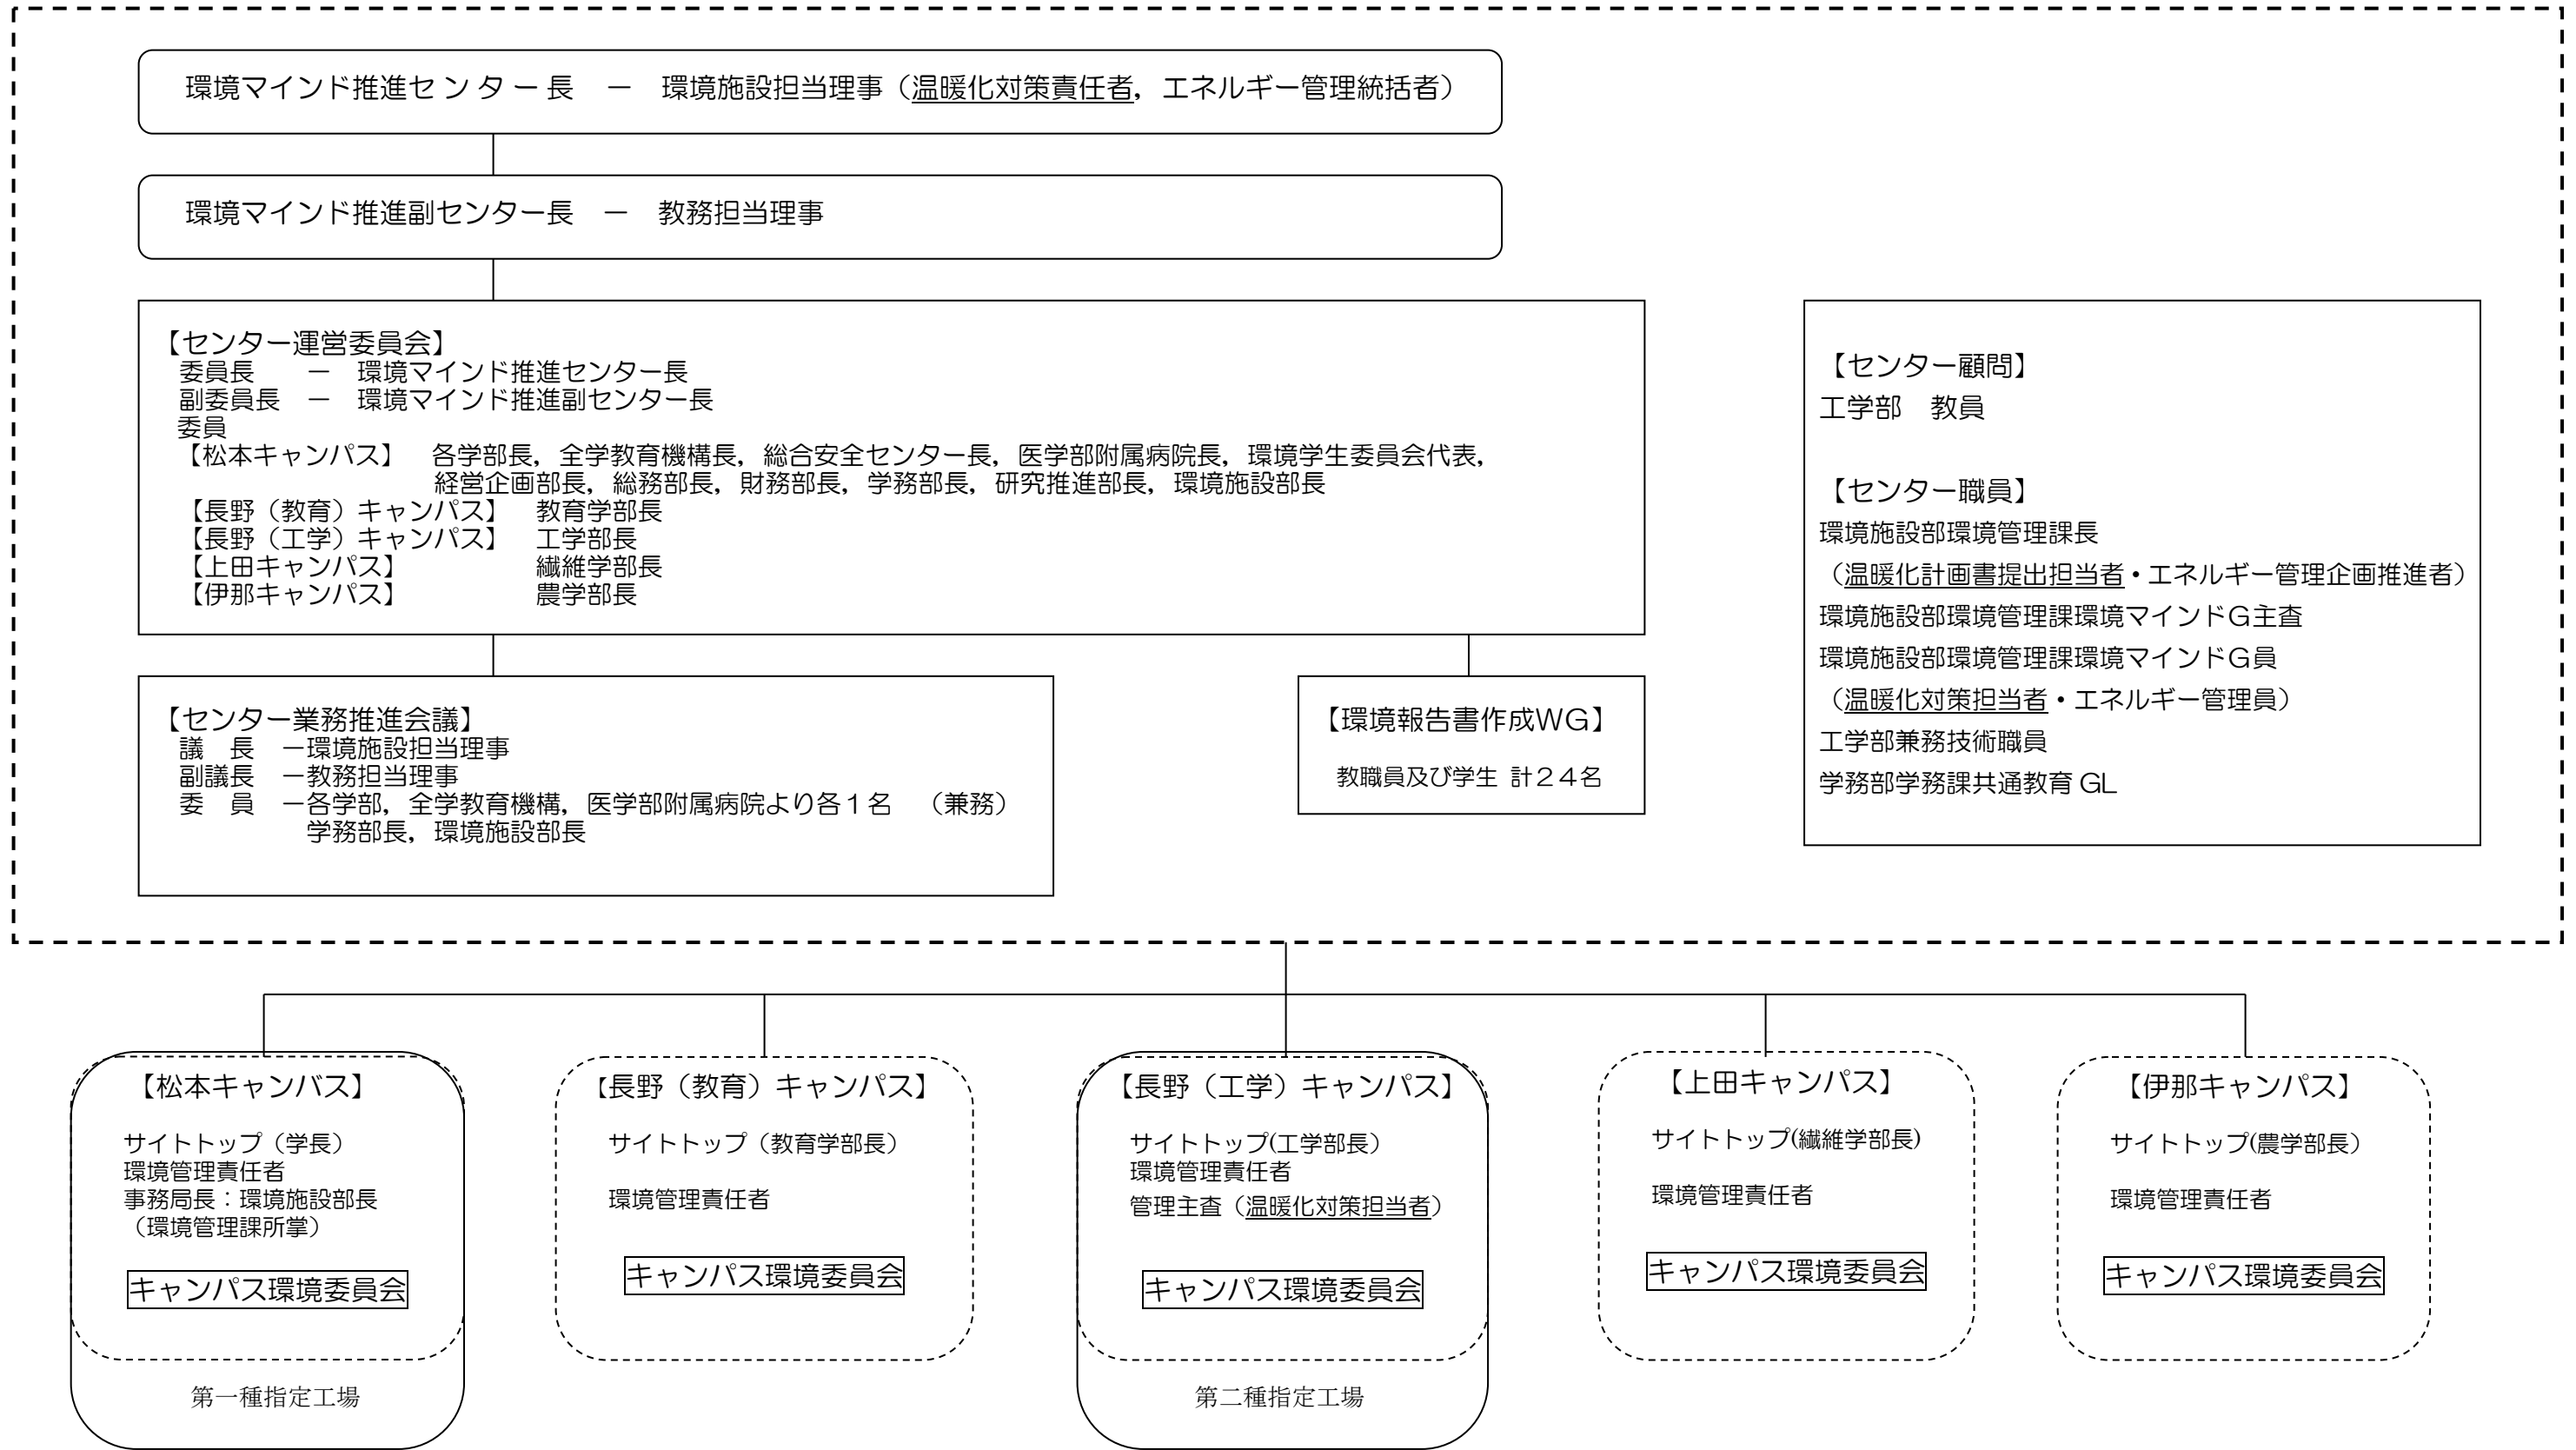 環境マインド推進センター長　－　環境施設担当理事（温暖化対策責任者，エネルギー管理統括者）
環境マインド推進副センター長　－　教務担当理事
【センター運営委員会】
委員長　　－　環境マインド推進センター長
副委員長　－　環境マインド推進副センター長
委員
【松本キャンパス】　各学部長，全学教育機構長，総合安全センター長，医学部附属病院長，環境学生委員会代表，
経営企画部長，総務部長，財務部長，学務部長，研究推進部長，環境施設部長
【長野（教育）キャンパス】　教育学部長
【長野（工学）キャンパス】　工学部長
【上田キャンパス】　　　　　繊維学部長
【伊那キャンパス】　　　　　農学部長
【センター業務推進会議】
議　長　－環境施設担当理事
副議長　－教務担当理事
委　員　－各学部，全学教育機構，医学部附属病院より各１名　（兼務）
学務部長，環境施設部長
【環境報告書作成ＷＧ】
教職員及び学生 計２４名
【センター顧問】
工学部　教員
【センター職員】
環境施設部環境管理課長
（温暖化計画書提出担当者・エネルギー管理企画推進者）
環境施設部環境管理課環境マインドＧ主査
環境施設部環境管理課環境マインドＧ員
（温暖化対策担当者・エネルギー管理員）
工学部兼務技術職員
学務部学務課共通教育 GL
【松本キャンバス】
サイトトップ（学長）
環境管理責任者
事務局長：環境施設部長
（環境管理課所掌）
キャンパス環境委員会
第一種指定工場
【長野（教育）キャンパス】
サイトトップ（教育学部長）
環境管理責任者
キャンパス環境委員会
【長野（工学）キャンパス】
サイトトップ(工学部長）
環境管理責任者
管理主査（温暖化対策担当者）
キャンパス環境委員会
第二種指定工場
【上田キャンパス】
サイトトップ(繊維学部長)
環境管理責任者
キャンパス環境委員会
【伊那キャンパス】
サイトトップ(農学部長）
環境管理責任者
キャンパス環境委員会